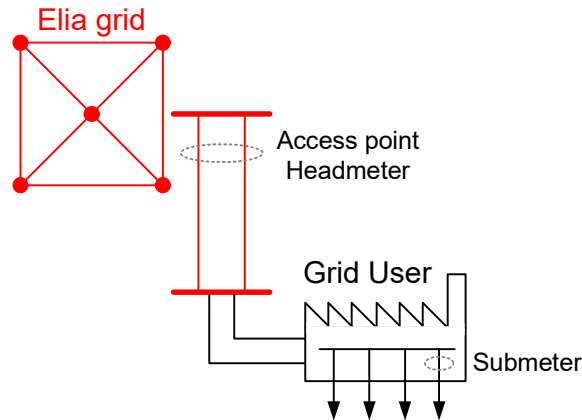 Elia grid
Access point
Headmeter
Grid User
Submeter